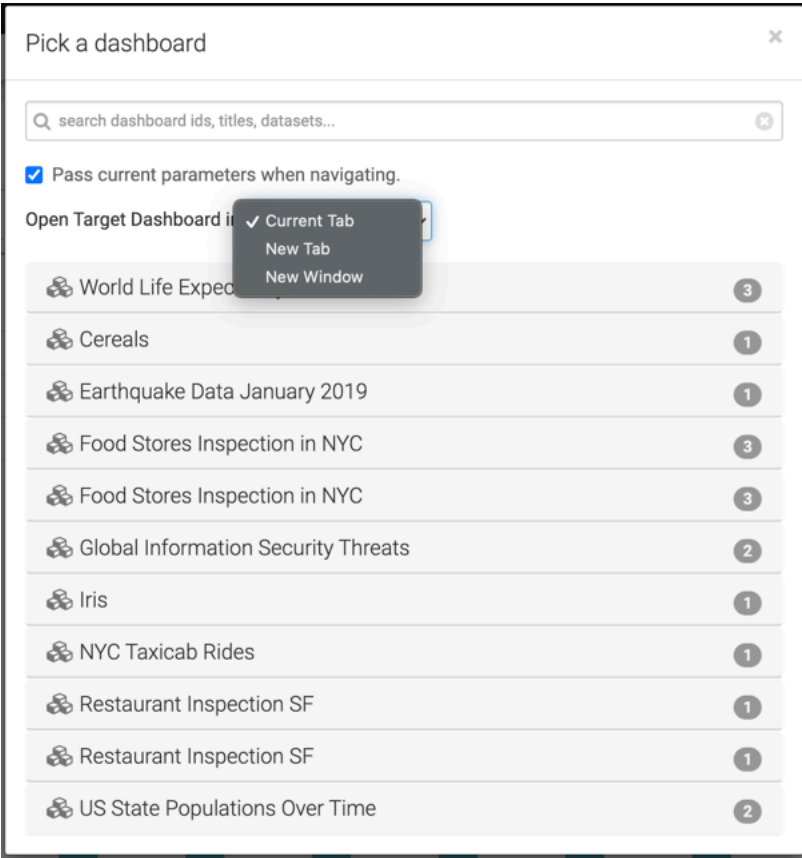 Pick a dashboard
search dashboard ids, titles, datasets...
Pass current parameters when navigating.
Open Target Dashboard
Current Tab
New Tab
New Window
World Life 3
Cereals 1
Earthquake Data January 2019 1
Food Stores Inspection in NYC 3
Food Stores Inspection in NYC 3
Global Information Security Threats 2
Iris 1
NYC Taxicab Rides 1
Restaurant Inspection SF 1
Restaurant Inspection SF 1
US State Populations Over Time 2